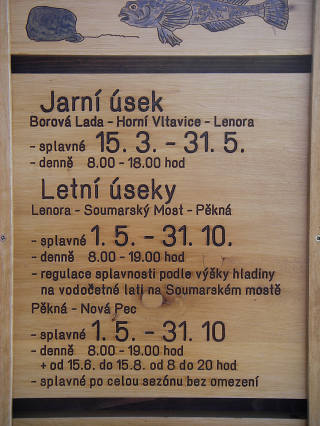 Jarní úsek
Borová Lada - Horní Vltavice - Lenora
- splavné 15. 3. - 31. 5.
- denně 8.00 - 18.00 hod
Letní úseky
Lenora - Soumarský Most - Pěkná
- splavné 1. 5. - 31. 10.
- denně 8.00 - 19.00 hod
- regulace splavnosti podle výšky hladiny
na vodočetné lati na Soumarském mostě
Pěkná - Nová Pec
- splavné 1. 5. - 31. 10
- denně 8.00 - 19.00 hod
+ od 15.6. do 15.8. od 8 do 20 hod
- splavné po celou sezónu bez omezení